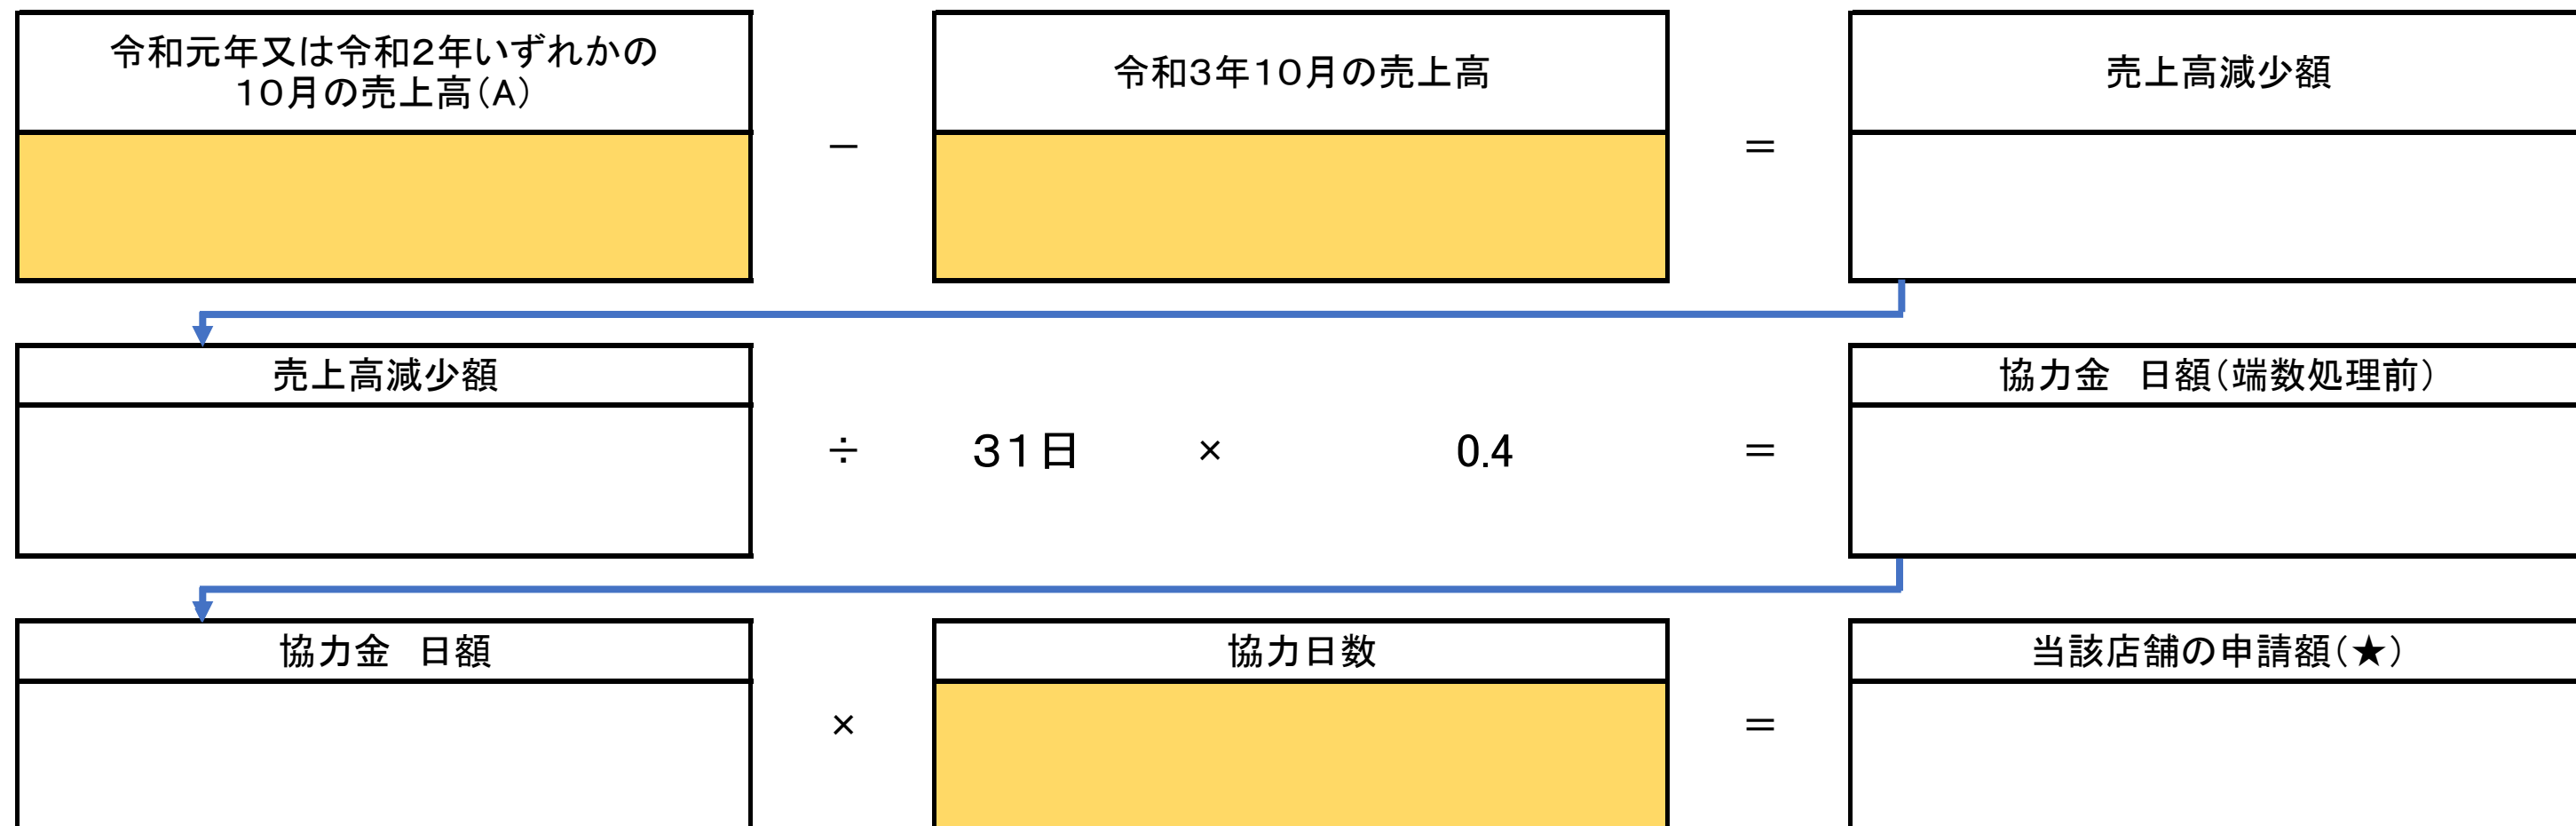 令和元年又は令和2年いずれかの
10月の売上高(A)
－
令和3年10月の売上高
＝
売上高減少額
売上高減少額
÷ 31日 × 0.4 ＝
協力金　日額(端数処理前)
協力金　日額
×
協力日数
＝
当該店舗の申請額(★)